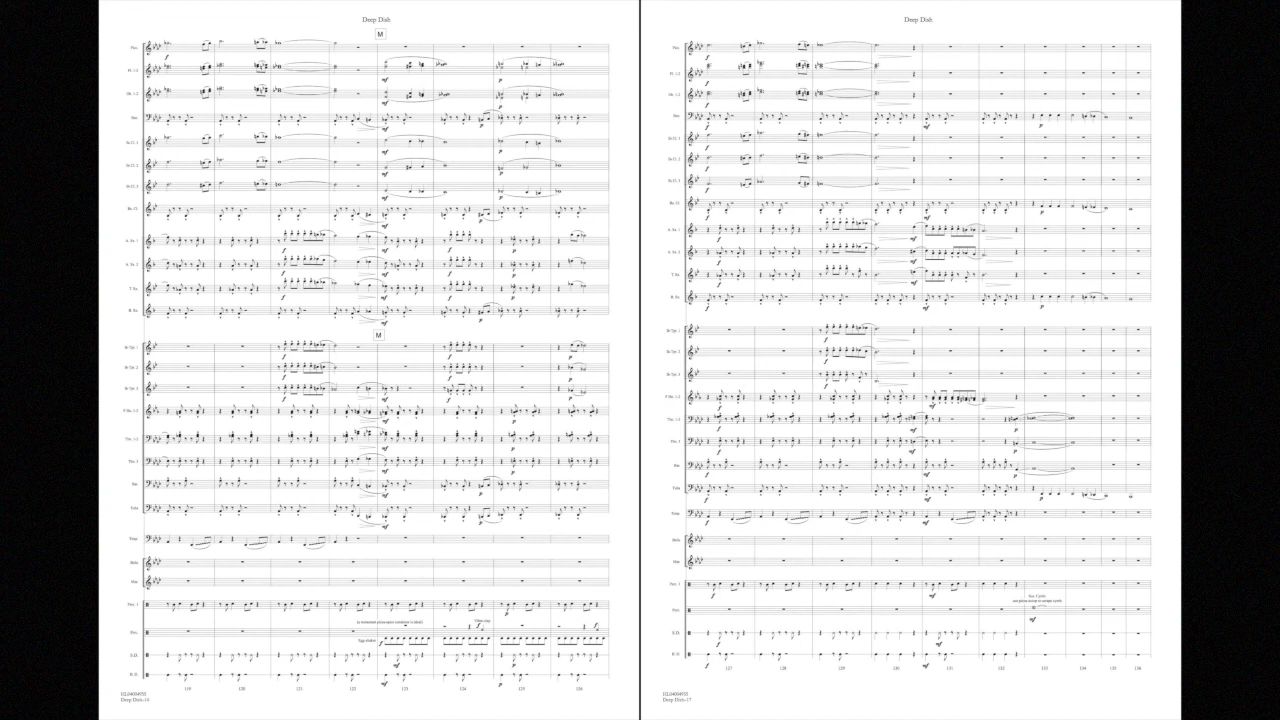 Deep Dish
M
Picc.
Fl. 1/2
Ob. 1/2
Bsn.
B♭ Cl. 1
B♭ Cl. 2
B♭ Cl. 3
Bs. Cl.
A. Sx. 1
A. Sx. 2
T. Sx.
B. Sx.
M
B♭ Tpt. 1
B♭ Tpt. 2
B♭ Tpt. 3
F Hn. 1/2
Tbn. 1/2
Tbn. 3
Bar.
Tuba
Timp.
Bells
Mar.
Perc. 1
Perc.
Egg shaker
S.D.
B.D.
119 120 121 122 123 124 125 126
HL04004955
Deep Dish-16
Deep Dish
Picc.
Fl. 1/2
Ob. 1/2
Bsn.
B♭ Cl. 1
B♭ Cl. 2
B♭ Cl. 3
Bs. Cl.
A. Sx. 1
A. Sx. 2
T. Sx.
B. Sx.
B♭ Tpt. 1
B♭ Tpt. 2
B♭ Tpt. 3
F Hn. 1/2
Tbn. 1/2
Tbn. 3
Bar.
Tuba
Timp.
Bells
Mar.
Perc. 1
Perc.
S.D.
B.D.
127 128 129 130 131 132 133 134 135 136
HL04004955
Deep Dish-17